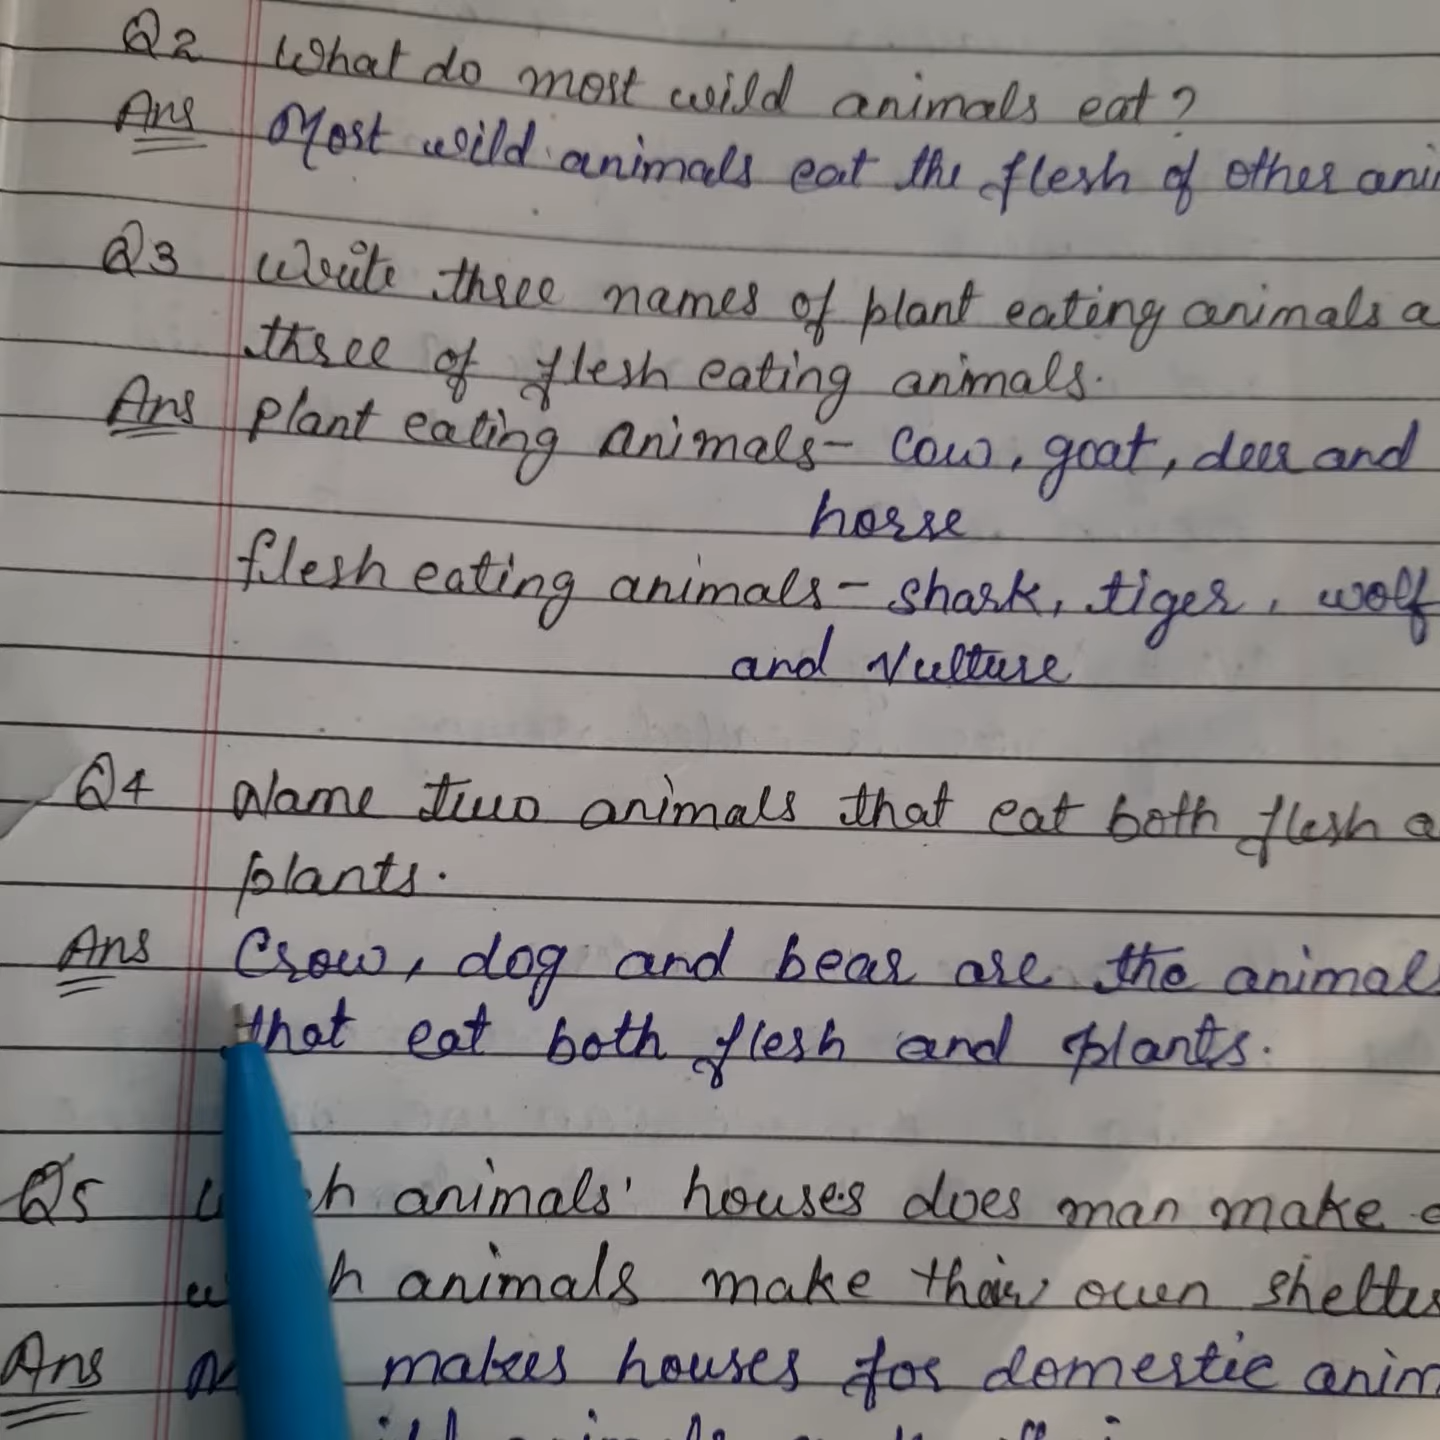 Q2 What do most wild animals eat?
Ans Most wild animals eat the flesh of other ani
Q3 Write three names of plant eating animals a
three of flesh eating animals.
Ans plant eating animals- cow, goat, deer and
horse
flesh eating animals- shark, tiger, wolf
and Vulture
Q4 Name two animals that eat both flesh a
plants.
Ans Crow, dog and bear are the animal
that eat both flesh and plants.
Q5 animals' houses does man make
animals make their own shelter
Ans makes houses for domestic anim